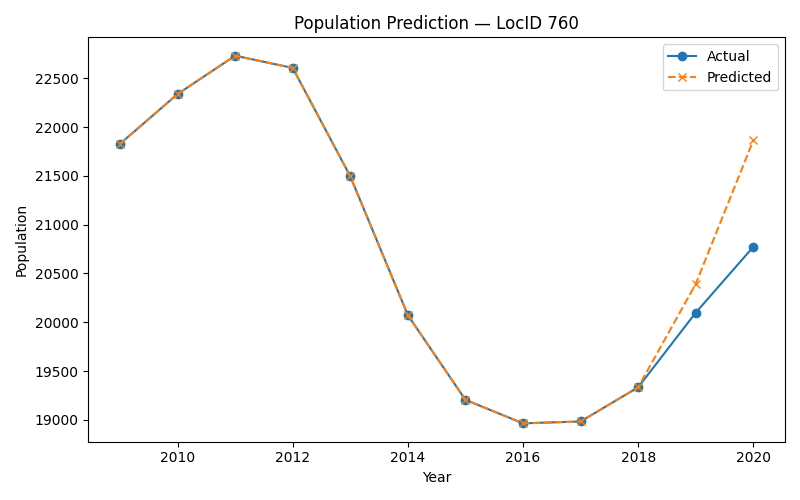 Population Prediction — LocID 760
Actual
Predicted
22500
22000
21500
21000
20500
20000
19500
19000
Population
2010 2012 2014 2016 2018 2020
Year